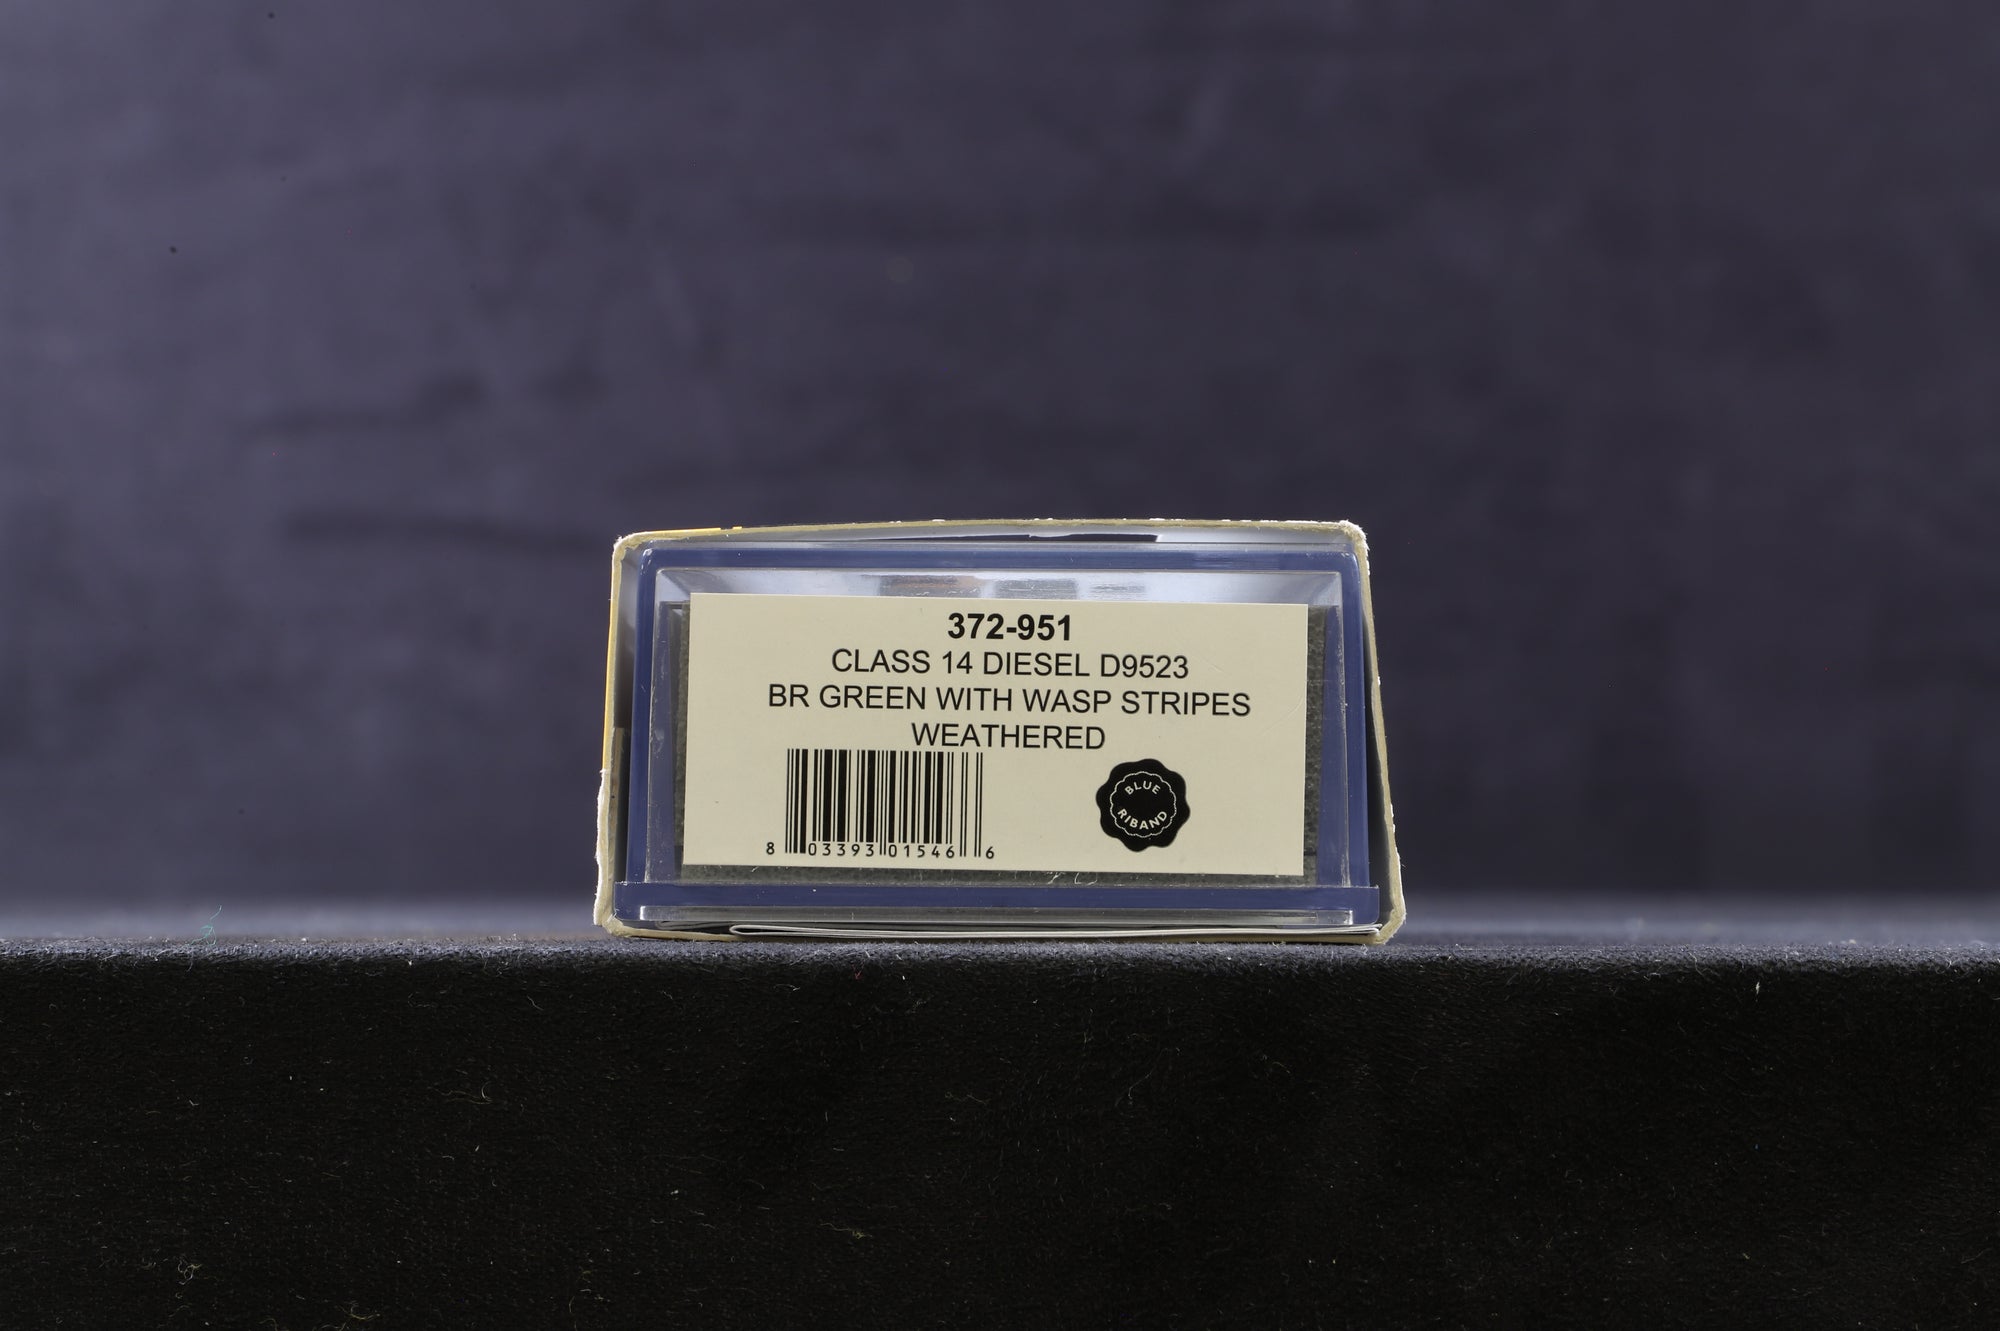 372-951
CLASS 14 DIESEL D9523
BR GREEN WITH WASP STRIPES
WEATHERED
8 03393 01546 6
BLUE
RIBAND